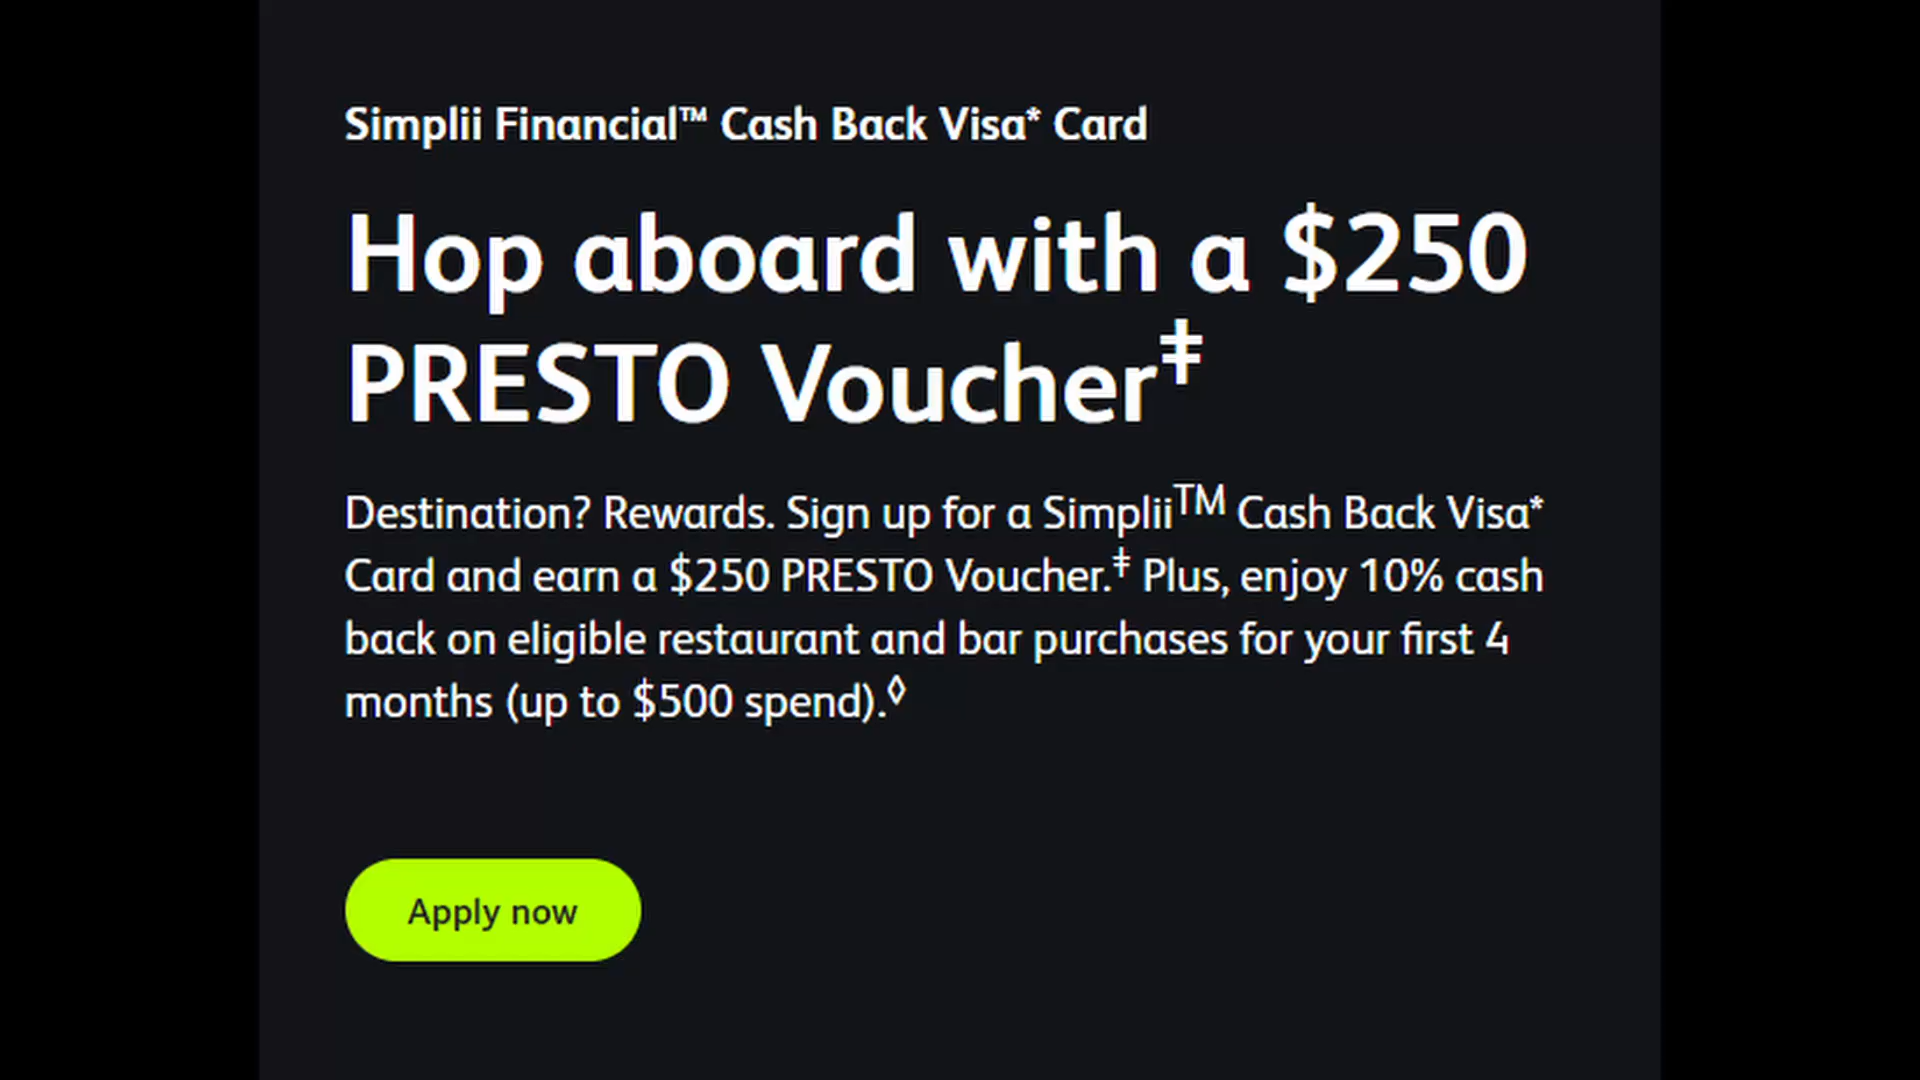 Simplii Financial™ Cash Back Visa* Card
Hop aboard with a $250
PRESTO Voucher‡
Destination? Rewards. Sign up for a Simplii™ Cash Back Visa*
Card and earn a $250 PRESTO Voucher.‡ Plus, enjoy 10% cash
back on eligible restaurant and bar purchases for your first 4
months (up to $500 spend).◊
Apply now